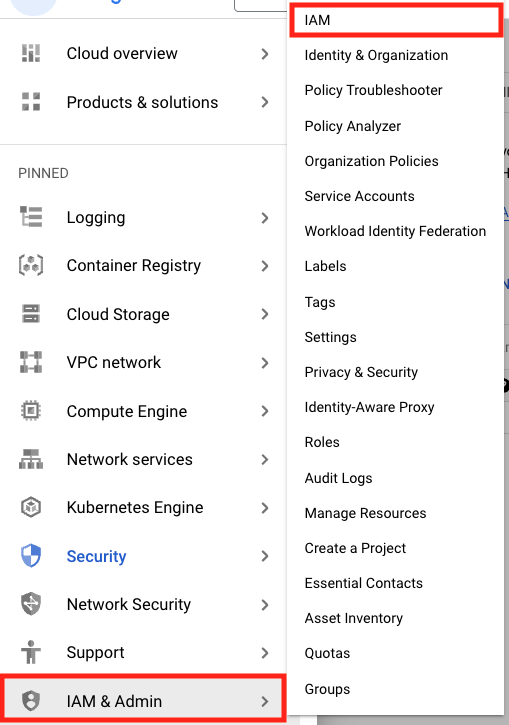 Cloud overview
Products & solutions
PINNED
Logging
Container Registry
Cloud Storage
VPC network
Compute Engine
Network services
Kubernetes Engine
Security
Network Security
Support
IAM & Admin
IAM
Identity & Organization
Policy Troubleshooter
Policy Analyzer
Organization Policies
Service Accounts
Workload Identity Federation
Labels
Tags
Settings
Privacy & Security
Identity-Aware Proxy
Roles
Audit Logs
Manage Resources
Create a Project
Essential Contacts
Asset Inventory
Quotas
Groups